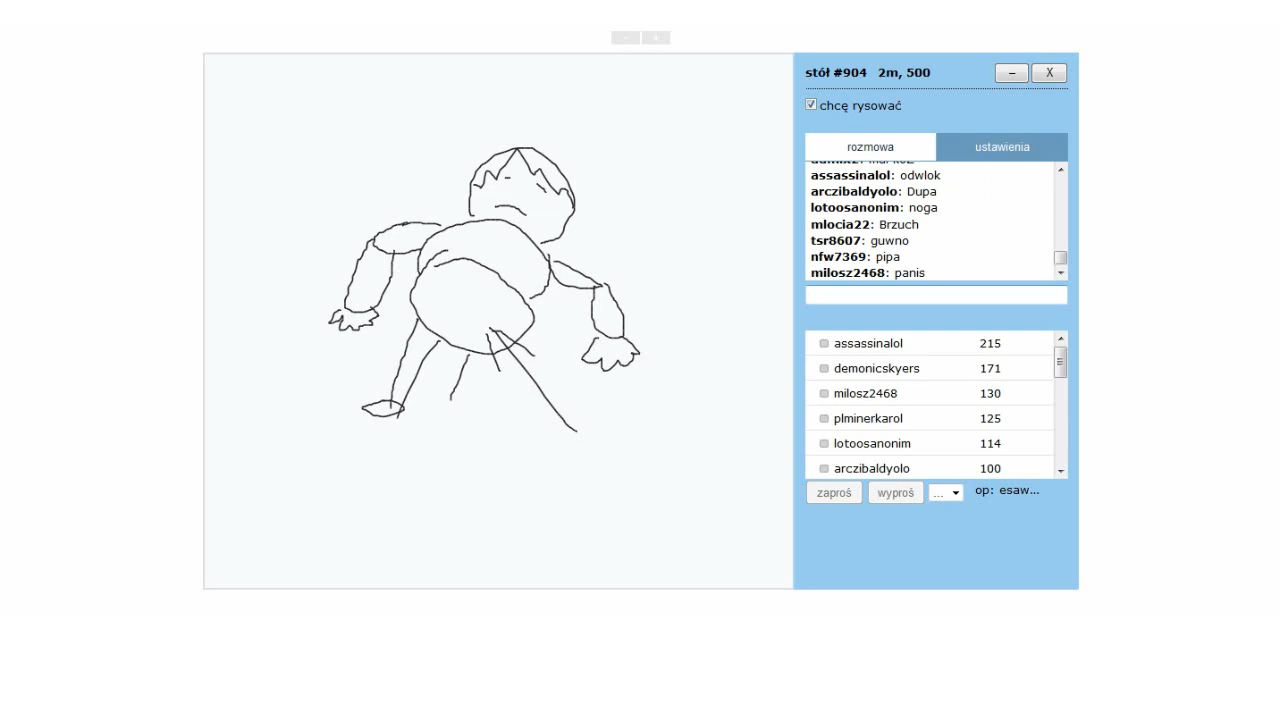 stół #904 2m, 500
– X
chcę rysować
rozmowa ustawienia
assassinalol: odwlok
arczibaldyolo: Dupa
lotoosanonim: noga
mlocia22: Brzuch
tsr8607: guwno
nfw7369: pipa
milosz2468: panis
assassinalol 215
demonicskyers 171
milosz2468 130
plminerkarol 125
lotoosanonim 114
arczibaldyolo 100
zaproś wyproś ... op: esaw...